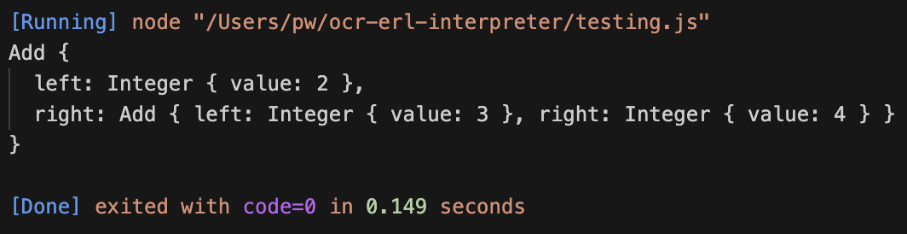 [Running] node "/Users/pw/ocr-erl-interpreter/testing.js"
Add {
  left: Integer { value: 2 },
  right: Add { left: Integer { value: 3 }, right: Integer { value: 4 } }
}

[Done] exited with code=0 in 0.149 seconds